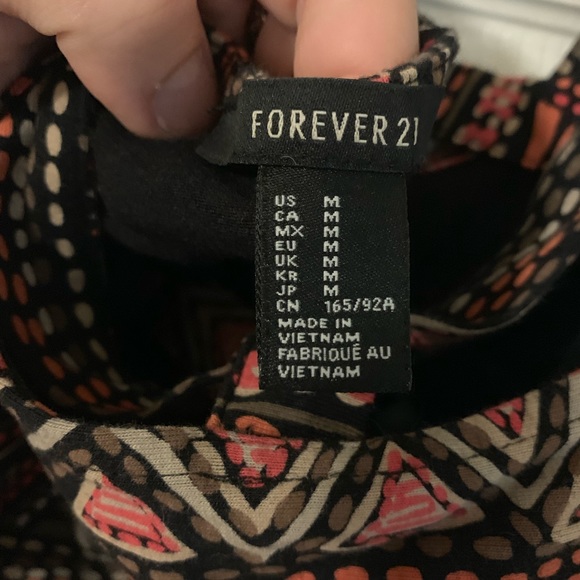 FOREVER 21
US M
CA M
MX M
EU M
UK M
KR M
JP M
CN 165/92A
MADE IN
VIETNAM
FABRIQUÉ AU
VIETNAM